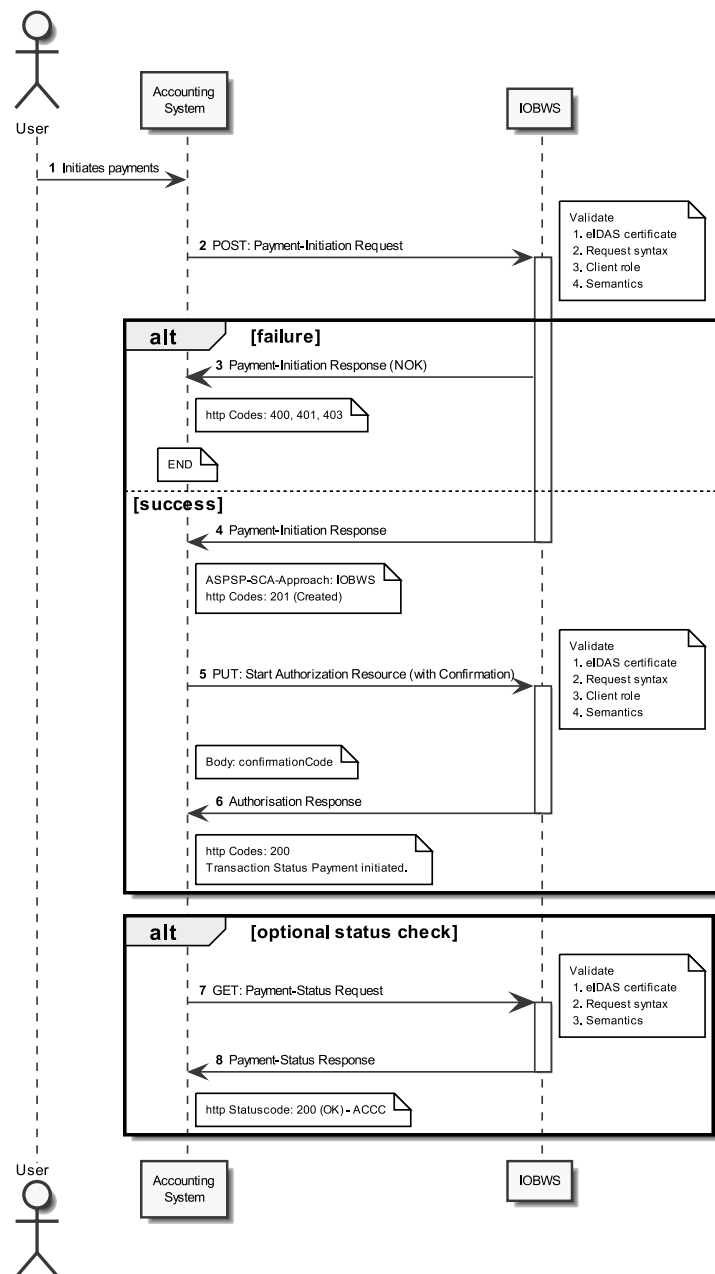 User
Accounting
System
IOBWS
1 Initiates payments
2 POST: Payment-Initiation Request
Validate
1. eIDAS certificate
2. Request syntax
3. Client role
4. Semantics
alt [failure]
3 Payment-Initiation Response (NOK)
http Codes: 400, 401, 403
END
[success]
4 Payment-Initiation Response
ASPSP-SCA-Approach: IOBWS
http Codes: 201 (Created)
Validate
1. eIDAS certificate
2. Request syntax
3. Client role
4. Semantics
5 PUT: Start Authorization Resource (with Confirmation)
Body: confirmationCode
6 Authorisation Response
http Codes: 200
Transaction Status Payment initiated.
alt [optional status check]
Validate
1. eIDAS certificate
2. Request syntax
3. Semantics
7 GET: Payment-Status Request
8 Payment-Status Response
http Statuscode: 200 (OK) - ACCC
User
Accounting
System
IOBWS